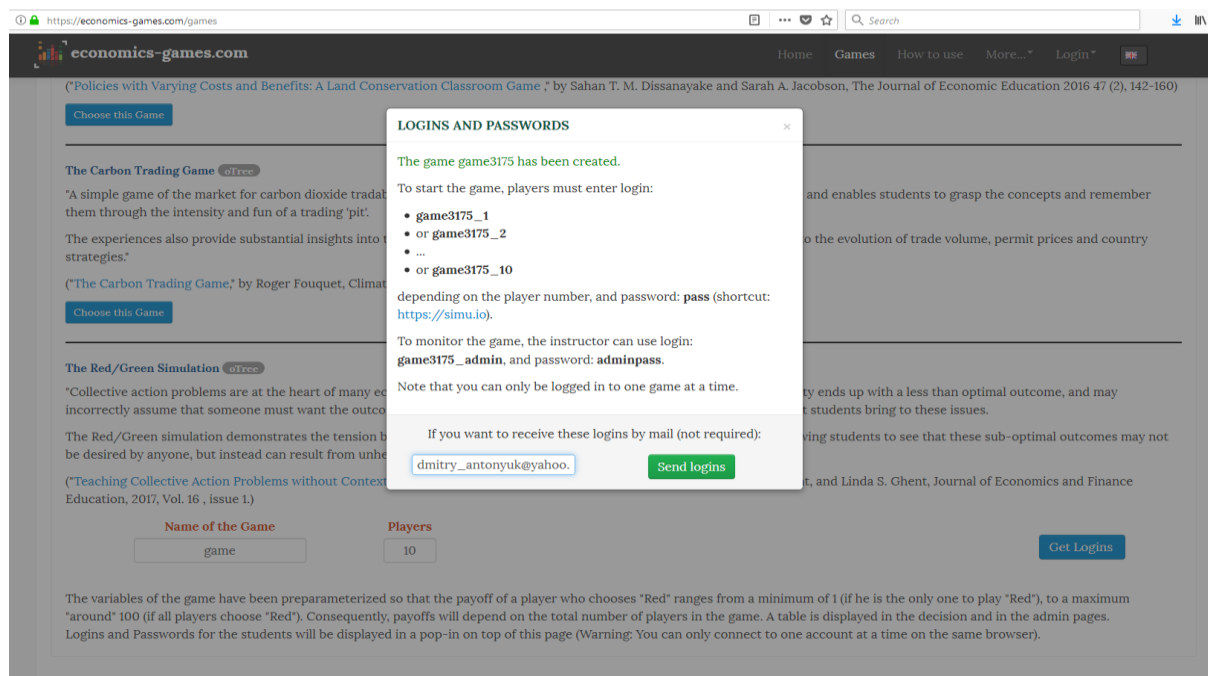 https://economics-games.com/games
Search
economics-games.com
Home Games How to use More... Login
("Policies with Varying Costs and Benefits: A Land Conservation Classroom Game ," by Sahan T. M. Dissanayake and Sarah A. Jacobson, The Journal of Economic Education 2016 47 (2), 142-160)
Choose this Game
The Carbon Trading Game oTree
"A simple game of the market for carbon dioxide tradab
and enables students to grasp the concepts and remember
them through the intensity and fun of a trading 'pit'.
The experiences also provide substantial insights into t
o the evolution of trade volume, permit prices and country
strategies."
("The Carbon Trading Game," by Roger Fouquet, Climat
Choose this Game
The Red/Green Simulation oTree
"Collective action problems are at the heart of many ec
ty ends up with a less than optimal outcome, and may
incorrectly assume that someone must want the outco
t students bring to these issues.
The Red/Green simulation demonstrates the tension b
ving students to see that these sub-optimal outcomes may not
be desired by anyone, but instead can result from unhe
("Teaching Collective Action Problems without Context
t, and Linda S. Ghent, Journal of Economics and Finance
Education, 2017, Vol. 16 , issue 1.)
Name of the Game Players
game 10 Get Logins
The variables of the game have been preparameterized so that the payoff of a player who chooses "Red" ranges from a minimum of 1 (if he is the only one to play "Red"), to a maximum
"around" 100 (if all players choose "Red"). Consequently, payoffs will depend on the total number of players in the game. A table is displayed in the decision and in the admin pages.
Logins and Passwords for the students will be displayed in a pop-in on top of this page (Warning: You can only connect to one account at a time on the same browser).
LOGINS AND PASSWORDS ×
The game game3175 has been created.
To start the game, players must enter login:
• game3175_1
• or game3175_2
• ...
• or game3175_10
depending on the player number, and password: pass (shortcut:
https://simu.io).
To monitor the game, the instructor can use login:
game3175_admin, and password: adminpass.
Note that you can only be logged in to one game at a time.
If you want to receive these logins by mail (not required):
dmitry_antonyuk@yahoo. Send logins